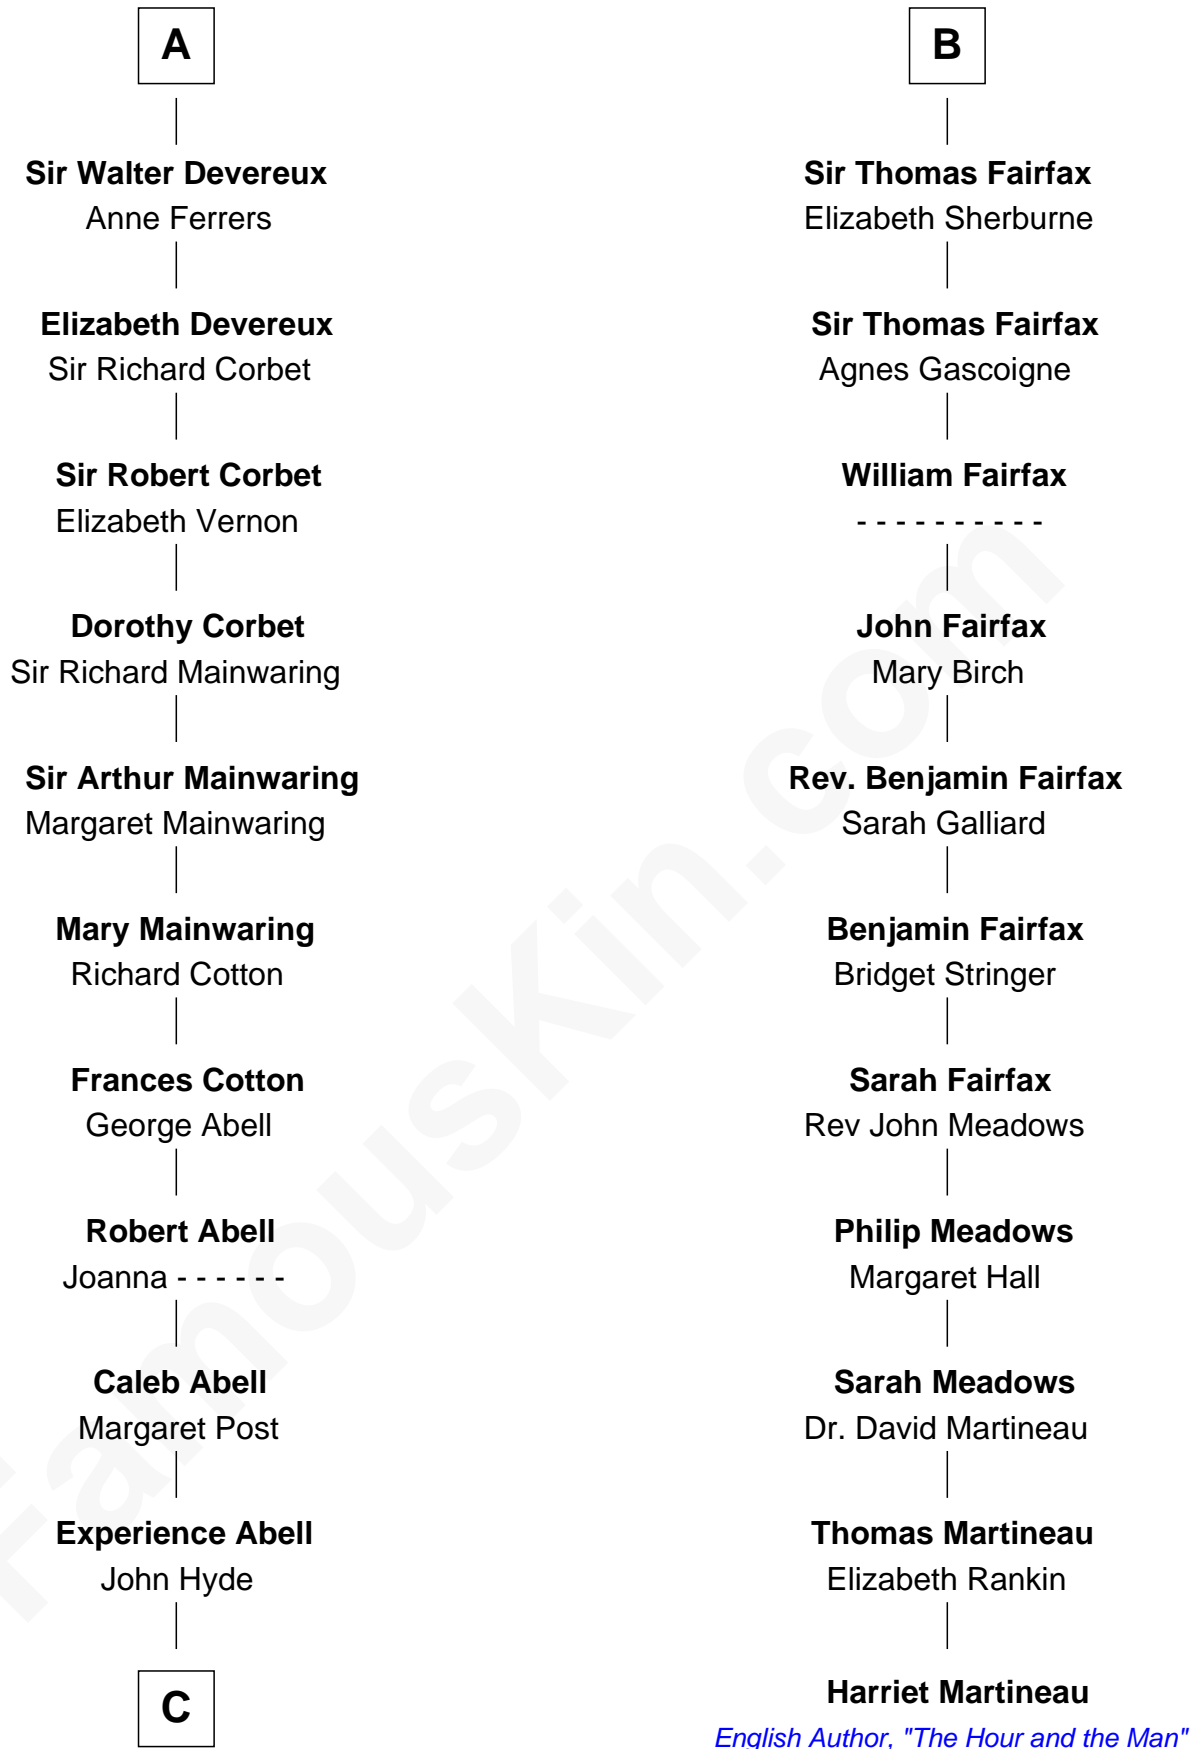 A
Sir Walter Devereux
Anne Ferrers
Elizabeth Devereux
Sir Richard Corbet
Sir Robert Corbet
Elizabeth Vernon
Dorothy Corbet
Sir Richard Mainwaring
Sir Arthur Mainwaring
Margaret Mainwaring
Mary Mainwaring
Richard Cotton
Frances Cotton
George Abell
Robert Abell
Joanna - - - - - -
Caleb Abell
Margaret Post
Experience Abell
John Hyde
C
B
Sir Thomas Fairfax
Elizabeth Sherburne
Sir Thomas Fairfax
Agnes Gascoigne
William Fairfax
- - - - - - - - - -
John Fairfax
Mary Birch
Rev. Benjamin Fairfax
Sarah Galliard
Benjamin Fairfax
Bridget Stringer
Sarah Fairfax
Rev John Meadows
Philip Meadows
Margaret Hall
Sarah Meadows
Dr. David Martineau
Thomas Martineau
Elizabeth Rankin
Harriet Martineau
English Author, "The Hour and the Man"
FamousKin.com